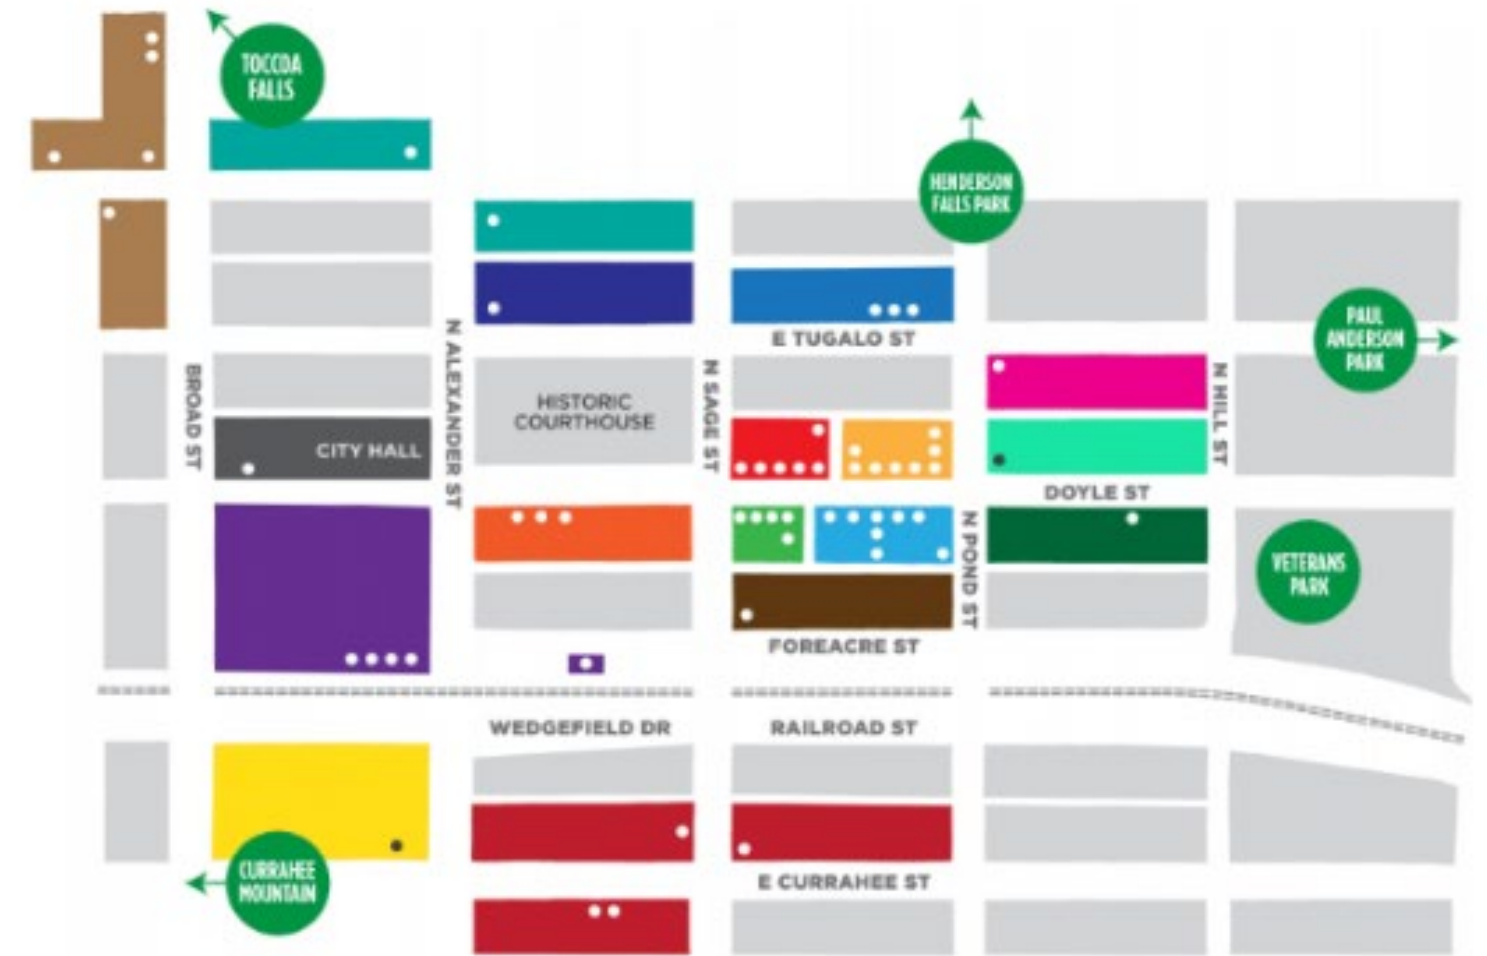 TOCCOA
FALLS
HENDERSON
FALLS PARK
PAUL
ANDERSON
PARK
E TUGALO ST
N ALEXANDER ST
BROAD ST
HISTORIC
COURTHOUSE
N SAGE ST
N HILL ST
CITY HALL
DOYLE ST
N POND ST
VETERANS
PARK
FOREACRE ST
WEDGEFIELD DR
RAILROAD ST
CURRAHEE
MOUNTAIN
E CURRAHEE ST